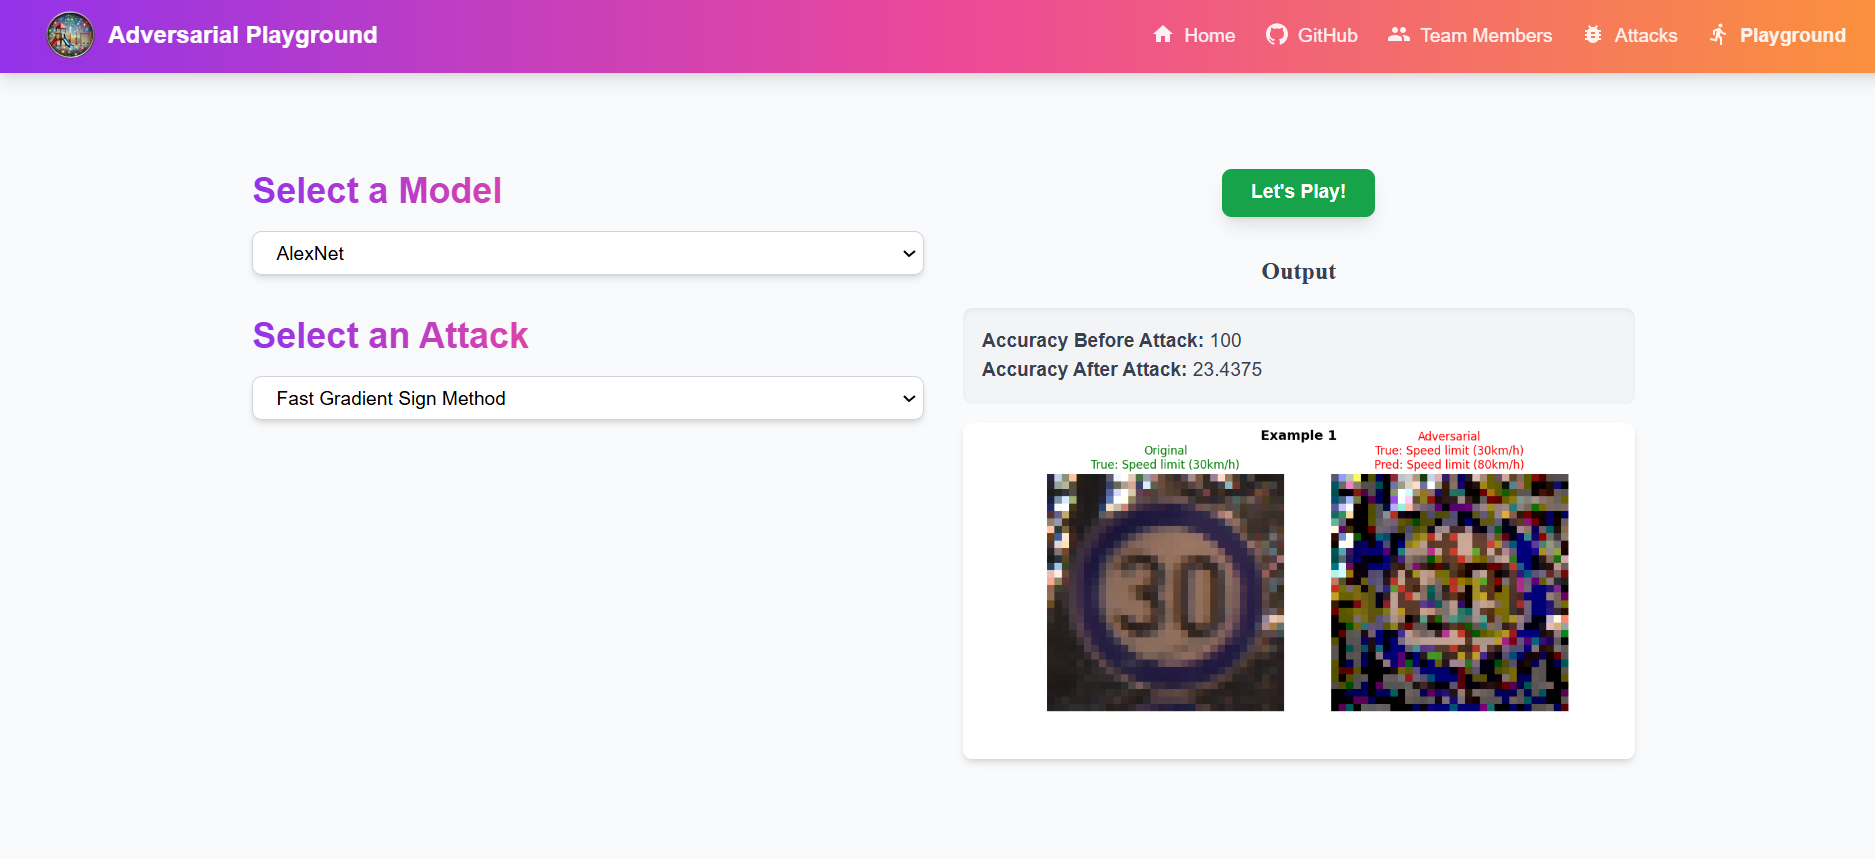 Adversarial Playground
Home
GitHub
Team Members
Attacks
Playground
Select a Model
AlexNet
Select an Attack
Fast Gradient Sign Method
Let's Play!
Output
Accuracy Before Attack: 100
Accuracy After Attack: 23.4375
Example 1
Original
True: Speed limit (30km/h)
30
Adversarial
True: Speed limit (30km/h)
Pred: Speed limit (80km/h)